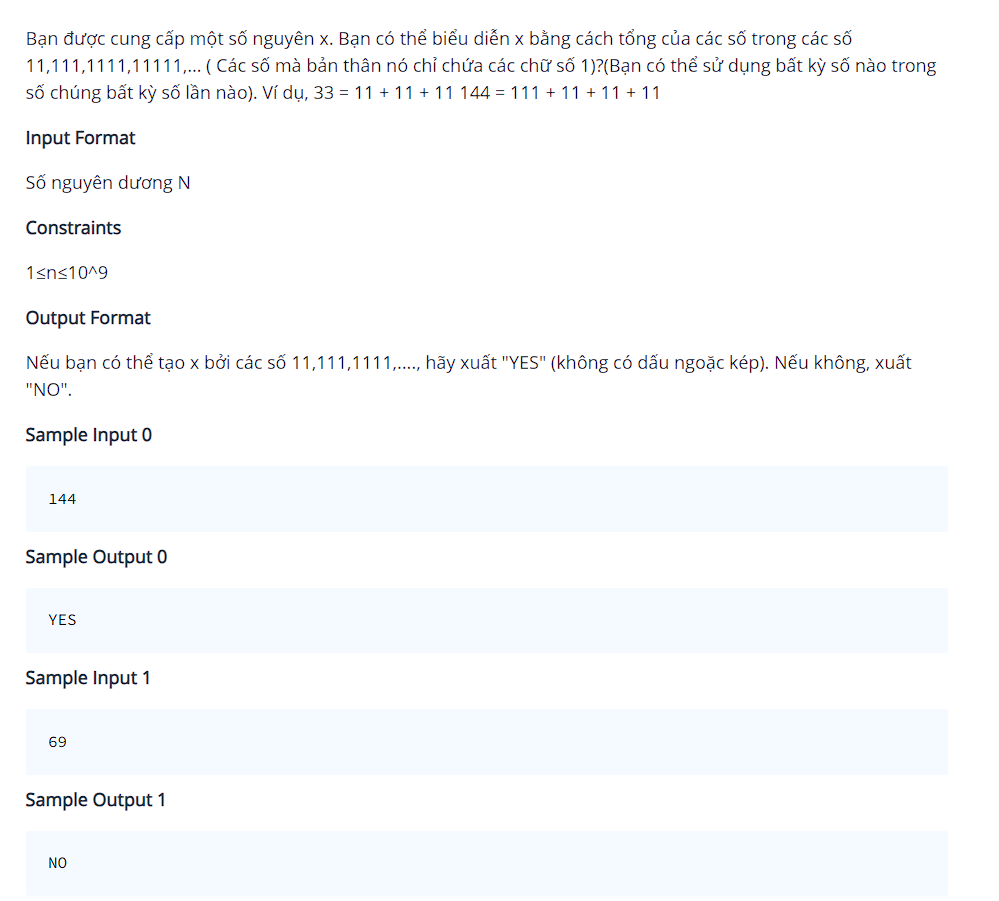 Bạn được cung cấp một số nguyên x. Bạn có thể biểu diễn x bằng cách tổng của các số trong các số
11,111,1111,11111,... ( Các số mà bản thân nó chỉ chứa các chữ số 1)?(Bạn có thể sử dụng bất kỳ số nào trong
số chúng bất kỳ số lần nào). Ví dụ, 33 = 11 + 11 + 11 144 = 111 + 11 + 11 + 11
Input Format
Số nguyên dương N
Constraints
1≤n≤10^9
Output Format
Nếu bạn có thể tạo x bởi các số 11,111,1111,...., hãy xuất "YES" (không có dấu ngoặc kép). Nếu không, xuất
"NO".
Sample Input 0
144
Sample Output 0
YES
Sample Input 1
69
Sample Output 1
NO